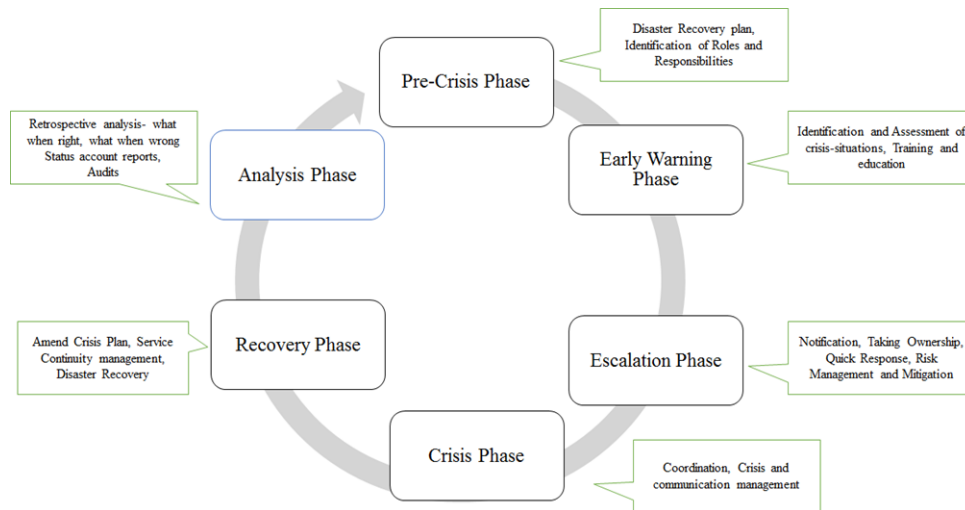 Disaster Recovery plan,
Identification of Roles and
Responsibilities
Pre-Crisis Phase
Identification and Assessment of
crisis-situations, Training and
education
Early Warning
Phase
Notification, Taking Ownership,
Quick Response, Risk
Management and Mitigation
Escalation Phase
Coordination, Crisis and
communication management
Crisis Phase
Amend Crisis Plan, Service
Continuity management,
Disaster Recovery
Recovery Phase
Retrospective analysis- what
when right, what when wrong
Status account reports,
Audits
Analysis Phase